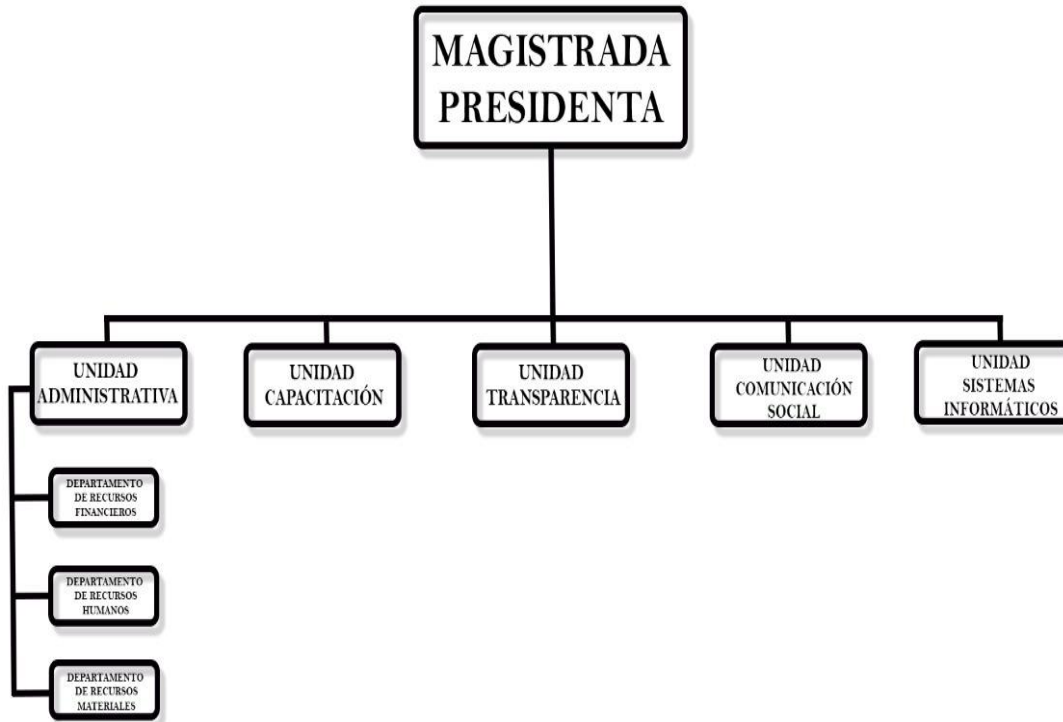 MAGISTRADA
PRESIDENTA
UNIDAD
ADMINISTRATIVA
UNIDAD
CAPACITACIÓN
UNIDAD
TRANSPARENCIA
UNIDAD
COMUNICACIÓN
SOCIAL
UNIDAD
SISTEMAS
INFORMÁTICOS
DEPARTAMENTO
DE RECURSOS
FINANCIEROS
DEPARTAMENTO
DE RECURSOS
HUMANOS
DEPARTAMENTO
DE RECURSOS
MATERIALES